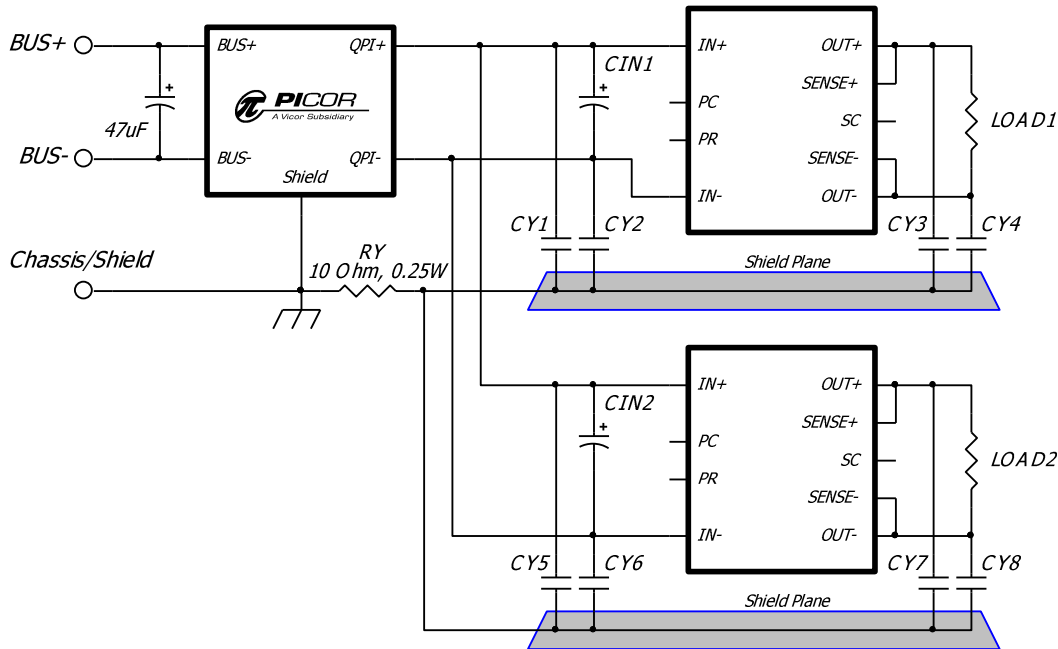 BUS+
BUS-
47uF
BUS+
QPI+
π PICOR
A Vicor Subsidiary
BUS-
QPI-
Shield
Chassis/Shield
RY
10 Ohm, 0.25W
CIN1
+
+
CY1
CY2
IN+
OUT+
SENSE+
PC
SC
PR
SENSE-
IN-
OUT-
LOAD1
CY3
CY4
Shield Plane
CIN2
+
CY5
CY6
IN+
OUT+
SENSE+
PC
SC
PR
SENSE-
IN-
OUT-
LOAD2
CY7
CY8
Shield Plane